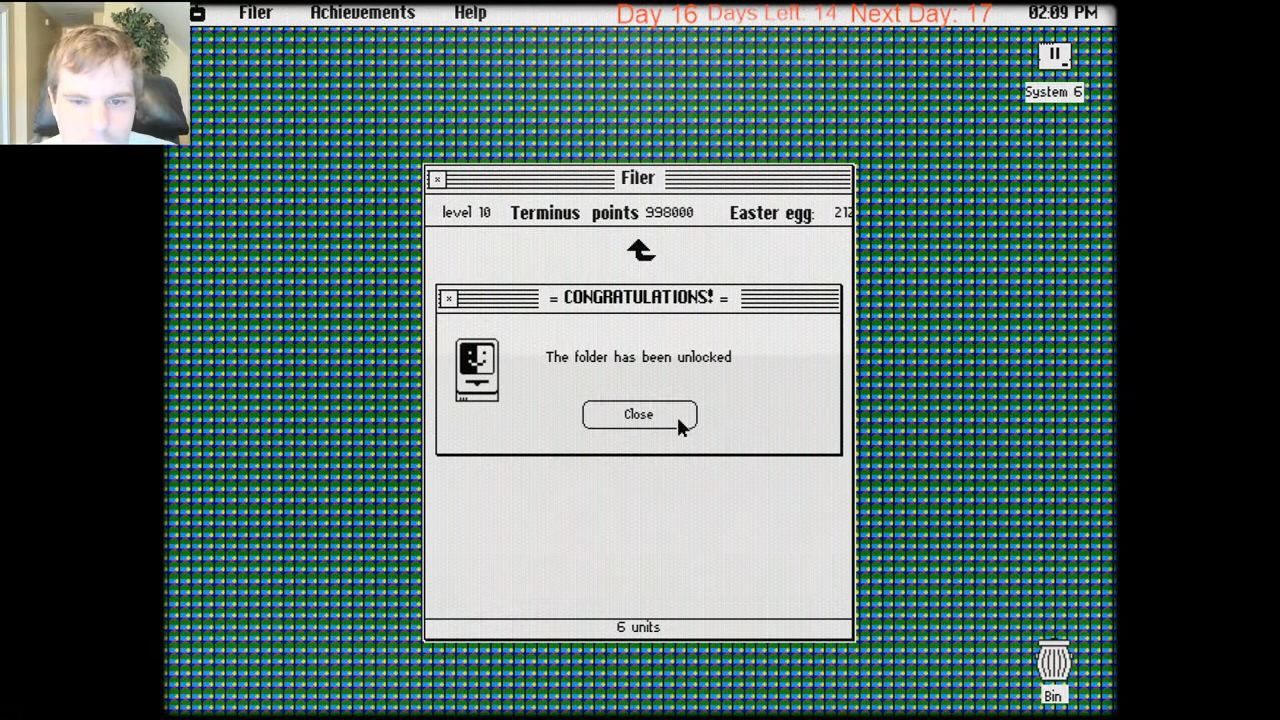 Filer Achievements Help Day 16 Days Left: 14 Next Day: 17 02:09 PM
System 6
Filer
level 10 Terminus points 998000 Easter egg: 212
= CONGRATULATIONS! =
The folder has been unlocked
Close
6 units
Bin